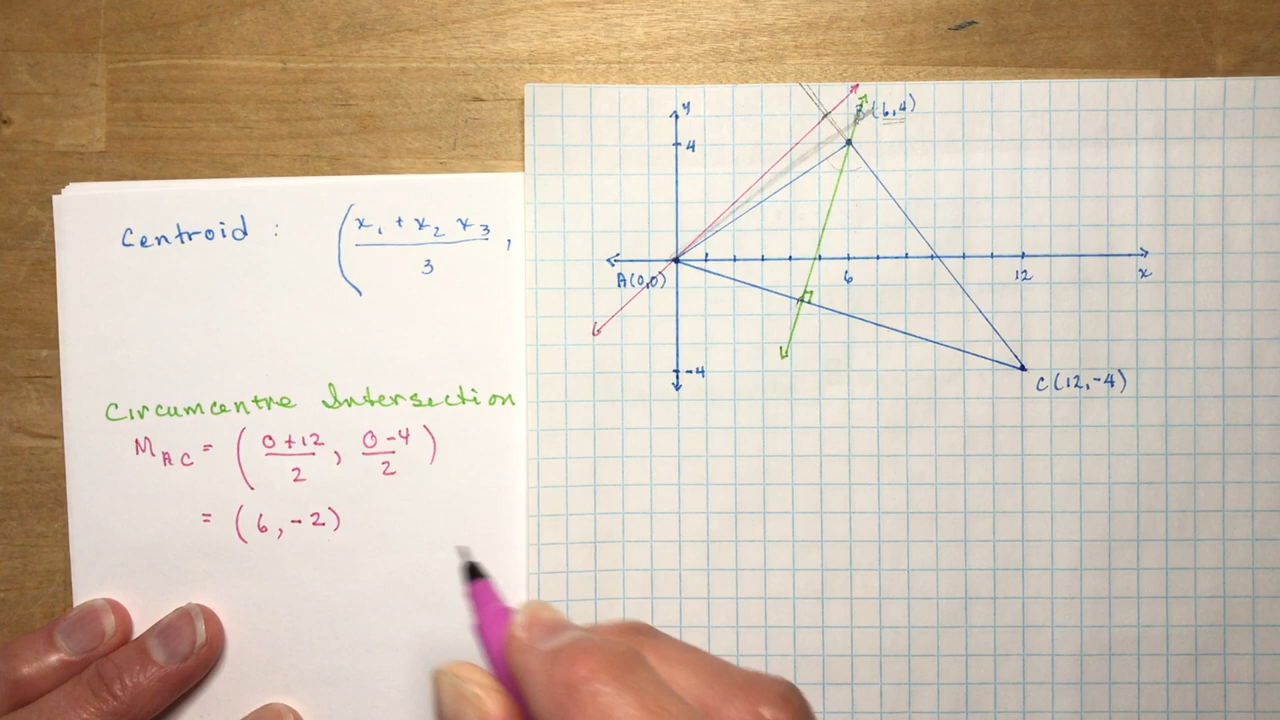 Centroid : ( x₁ + x₂ x₃ / 3 ,
Circumcentre Intersection
M_AC = ( 0+12 / 2 , 0-4 / 2 )
= ( 6 , -2 )
y
B (6,4)
4
A(0,0)
6
12
x
-4
C (12,-4)